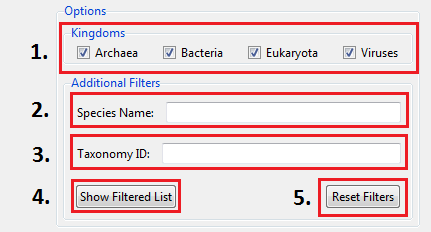 Options
Kingdoms
1. Archaea Bacteria Eukaryota Viruses
Additional Filters
2. Species Name:
3. Taxonomy ID:
4. Show Filtered List 5. Reset Filters